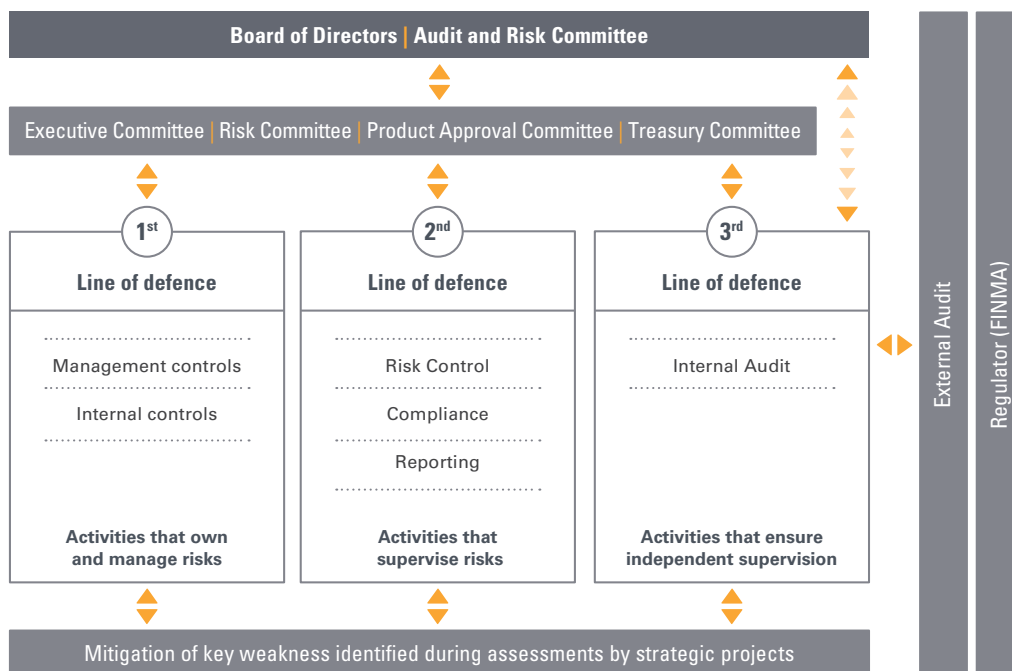 Board of Directors | Audit and Risk Committee
Executive Committee | Risk Committee | Product Approval Committee | Treasury Committee
1st
Line of defence
Management controls
Internal controls
Activities that own
and manage risks
2nd
Line of defence
Risk Control
Compliance
Reporting
Activities that
supervise risks
3rd
Line of defence
Internal Audit
Activities that ensure
independent supervision
Mitigation of key weakness identified during assessments by strategic projects
External Audit
Regulator (FINMA)